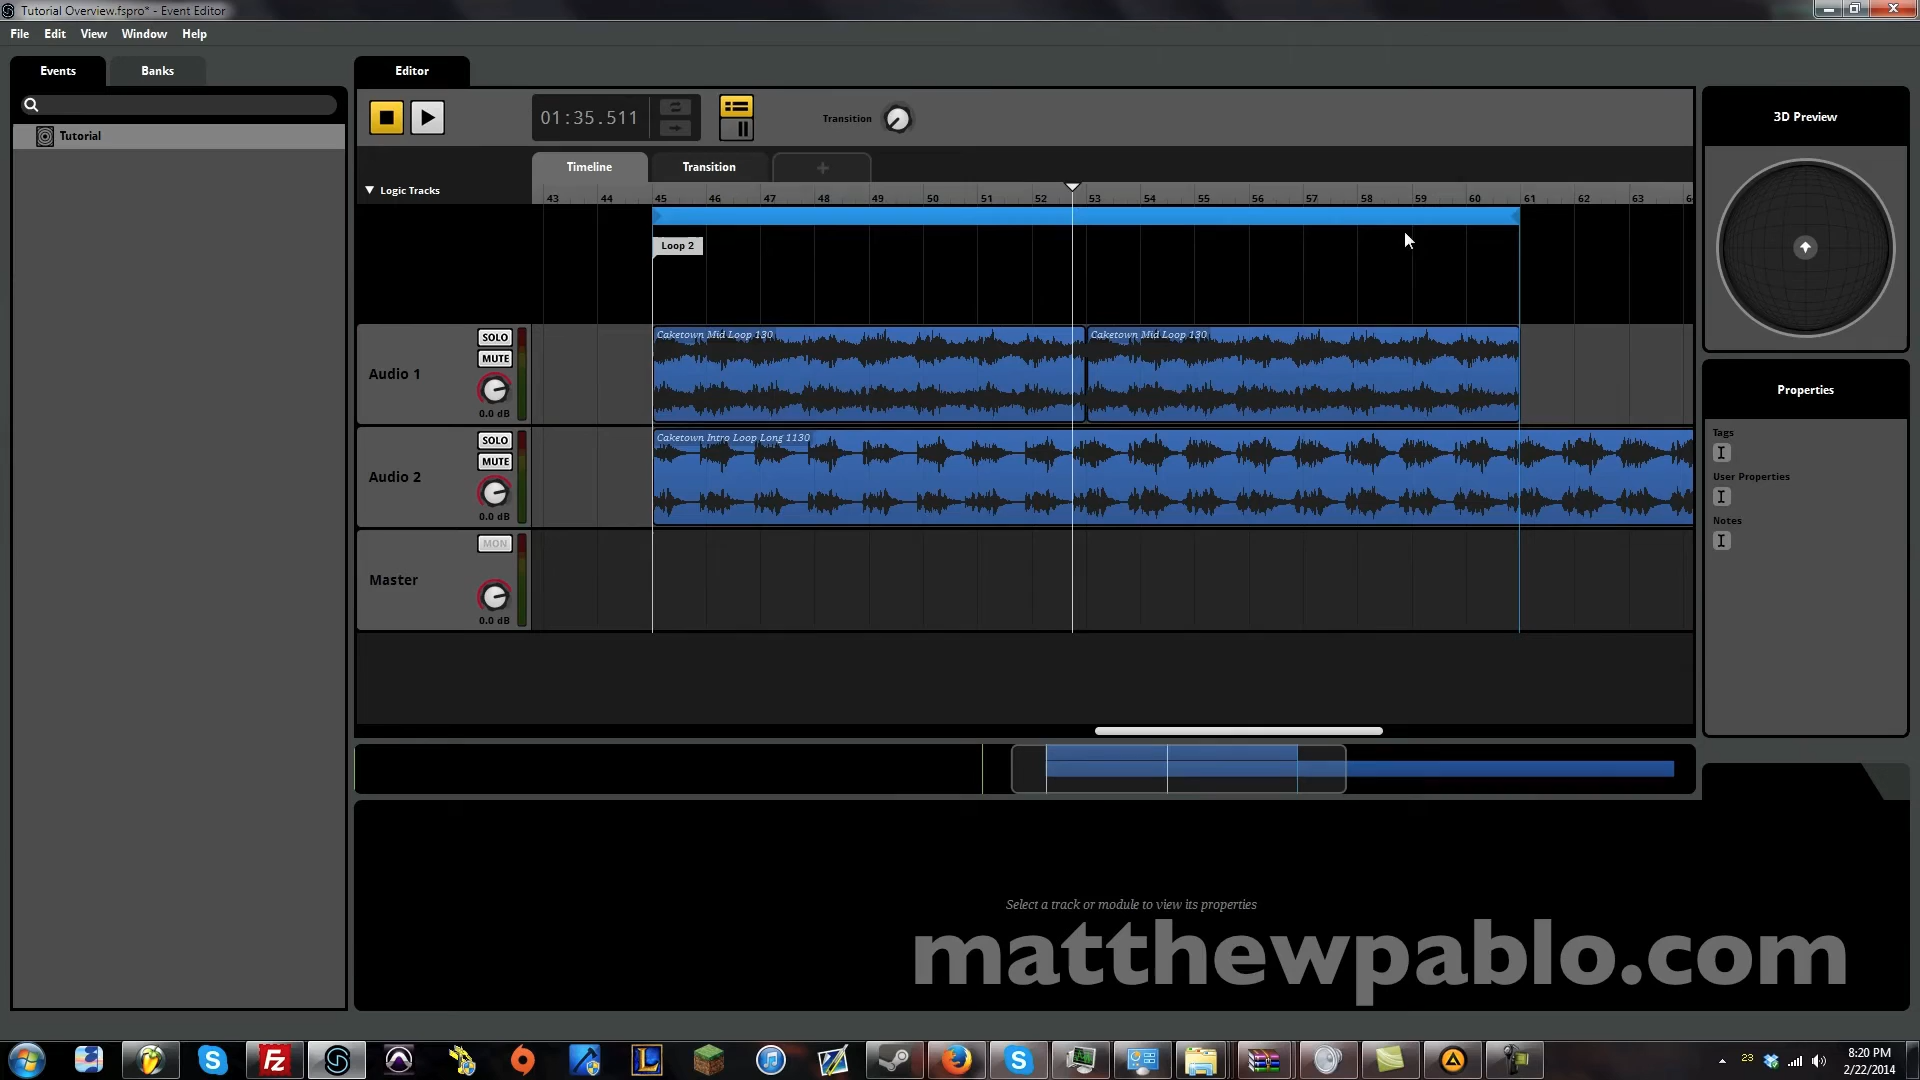 Tutorial Overview.fspro* - Event Editor
File Edit View Window Help
Events Banks Editor
Tutorial
01:35.511
Transition
3D Preview
Timeline Transition +
Logic Tracks
43 44 45 46 47 48 49 50 51 52 53 54 55 56 57 58 59 60 61 62 63
Loop 2
Audio 1
SOLO
MUTE
0.0 dB
Caketown Mid Loop 130
Caketown Mid Loop 130
Audio 2
SOLO
MUTE
0.0 dB
Caketown Intro Loop Long 1130
Master
MON
0.0 dB
Properties
Tags
User Properties
Notes
Select a track or module to view its properties
matthewpablo.com
23
8:20 PM
2/22/2014